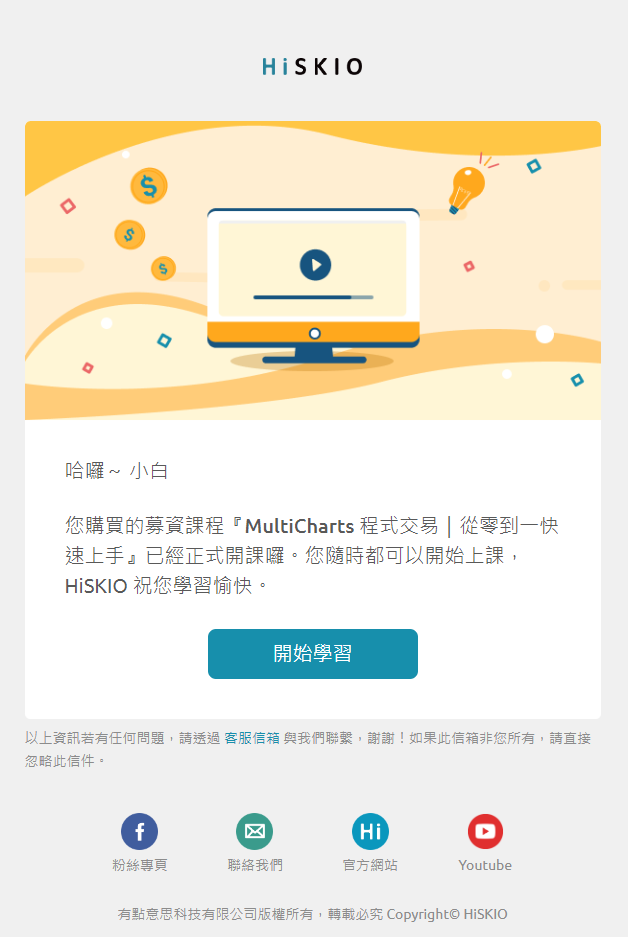 HiSKIO
$
$
$
哈囉~ 小白
您購買的募資課程『MultiCharts 程式交易 | 從零到一快
速上手』已經正式開課囉。您隨時都可以開始上課，
HiSKIO 祝您學習愉快。
開始學習
以上資訊若有任何問題，請透過 客服信箱 與我們聯繫，謝謝！如果此信箱非您所有，請直接
忽略此信件。
f
Hi
粉絲專頁
聯絡我們
官方網站
Youtube
有點意思科技有限公司版權所有，轉載必究 Copyright© HiSKIO